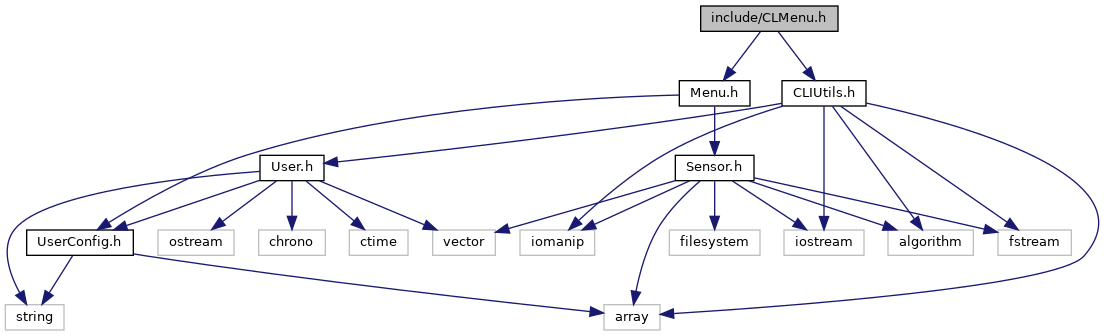 include/CLMenu.h
Menu.h
CLIUtils.h
User.h
Sensor.h
UserConfig.h
ostream
chrono
ctime
vector
iomanip
filesystem
iostream
algorithm
fstream
string
array